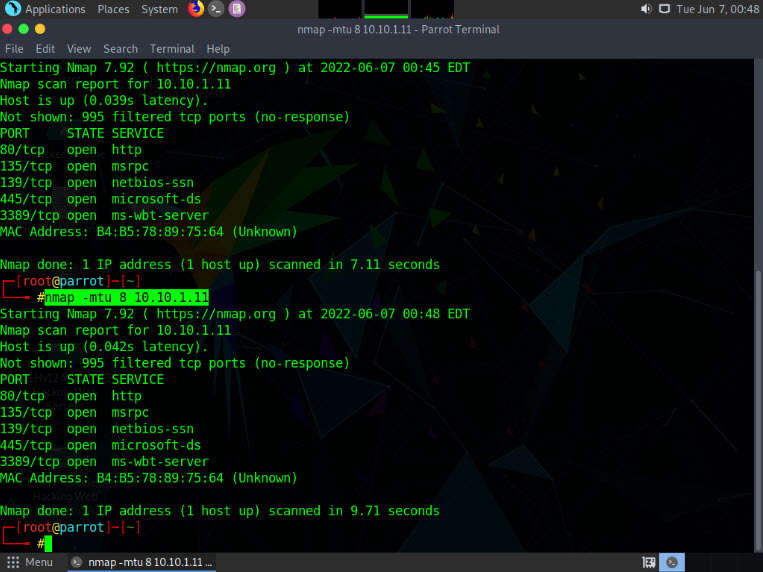 Applications Places System Tue Jun 7, 00:48
nmap -mtu 8 10.10.1.11 - Parrot Terminal
File Edit View Search Terminal Help
Starting Nmap 7.92 ( https://nmap.org ) at 2022-06-07 00:45 EDT
Nmap scan report for 10.10.1.11
Host is up (0.039s latency).
Not shown: 995 filtered tcp ports (no-response)
PORT STATE SERVICE
80/tcp open http
135/tcp open msrpc
139/tcp open netbios-ssn
445/tcp open microsoft-ds
3389/tcp open ms-wbt-server
MAC Address: B4:B5:78:89:75:64 (Unknown)
Nmap done: 1 IP address (1 host up) scanned in 7.11 seconds
┌─[root@parrot]─[~]
└──╼ #nmap -mtu 8 10.10.1.11
Starting Nmap 7.92 ( https://nmap.org ) at 2022-06-07 00:48 EDT
Nmap scan report for 10.10.1.11
Host is up (0.042s latency).
Not shown: 995 filtered tcp ports (no-response)
PORT STATE SERVICE
80/tcp open http
135/tcp open msrpc
139/tcp open netbios-ssn
445/tcp open microsoft-ds
3389/tcp open ms-wbt-server
MAC Address: B4:B5:78:89:75:64 (Unknown)
Hacking Web
Nmap done: 1 IP address (1 host up) scanned in 9.71 seconds
┌─[root@parrot]─[~]
└──╼ #
Menu nmap -mtu 8 10.10.1.11 ...